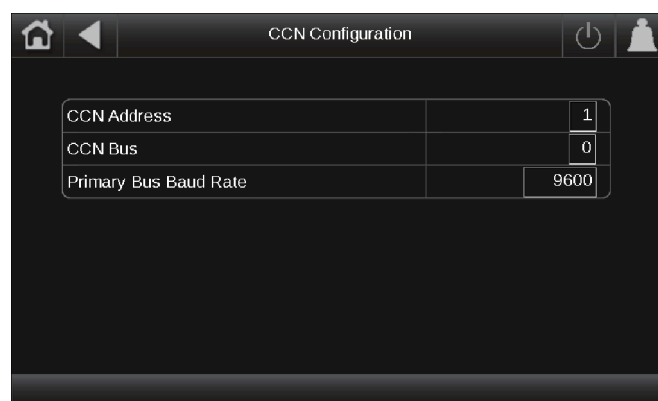 CCN Configuration
CCN Address 1
CCN Bus 0
Primary Bus Baud Rate 9600